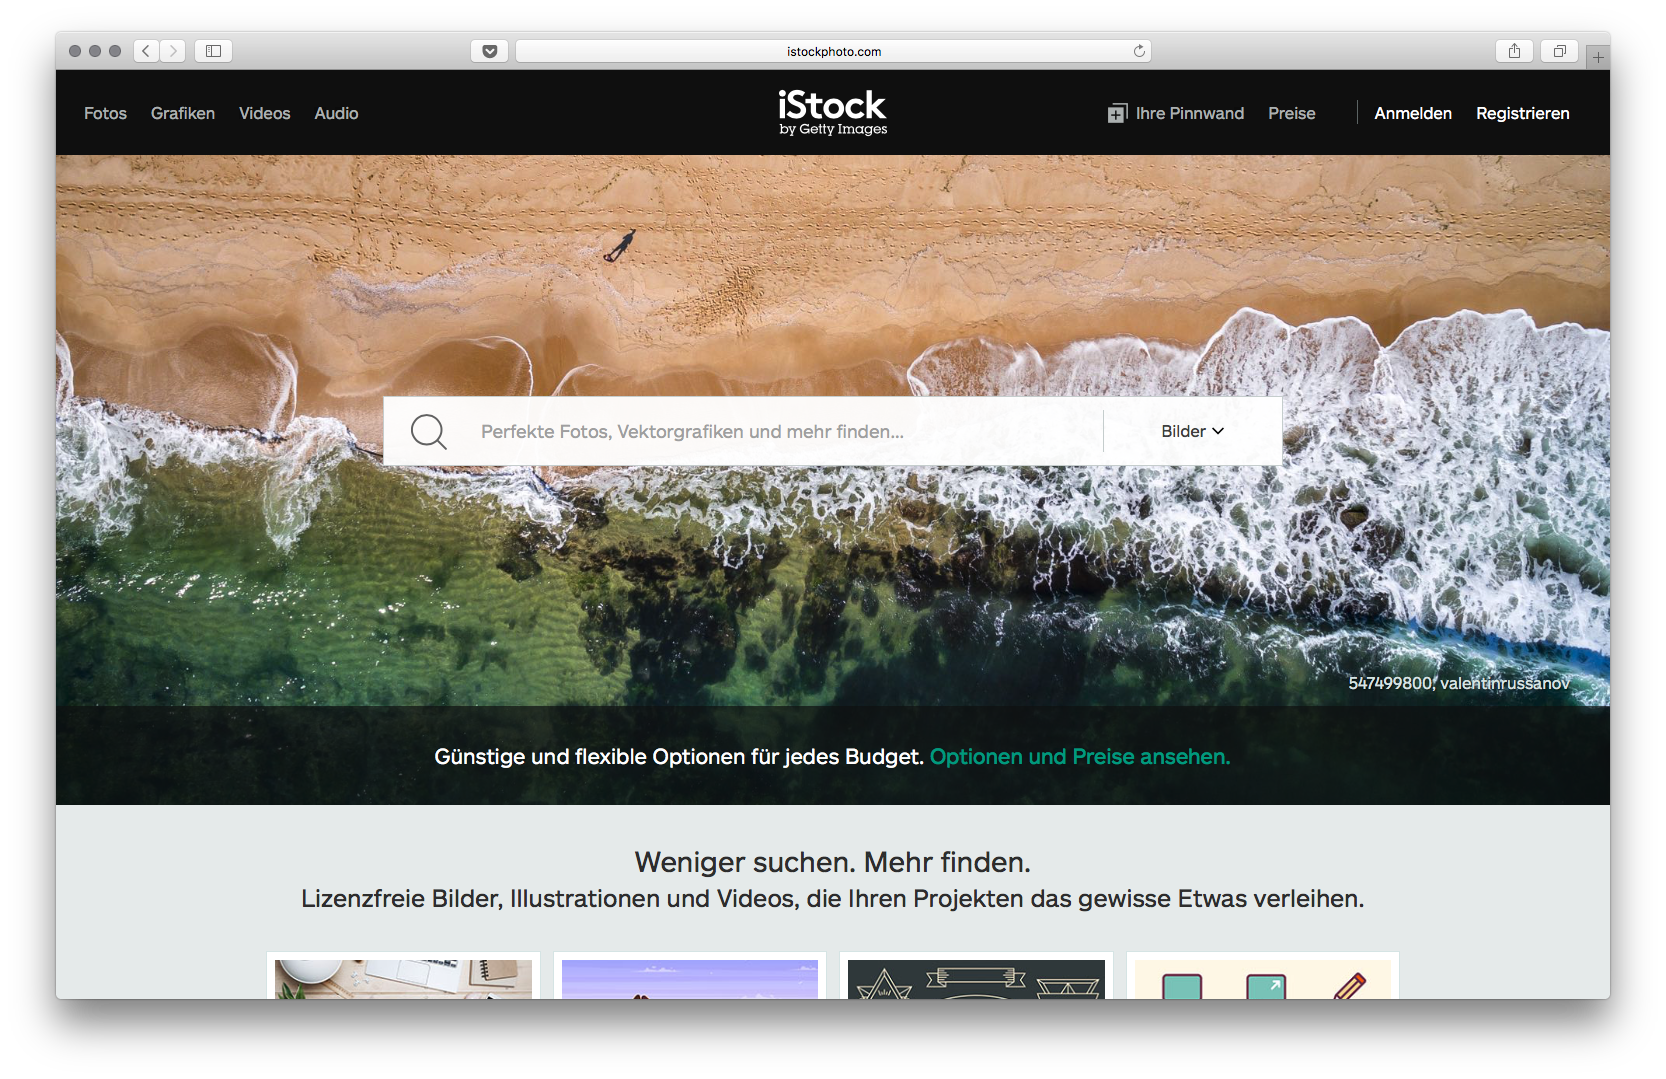 istockphoto.com
Fotos Grafiken Videos Audio
iStock
by Getty Images
Ihre Pinnwand Preise Anmelden Registrieren
Perfekte Fotos, Vektorgrafiken und mehr finden...
Bilder
547499800, valentinrussanov
Günstige und flexible Optionen für jedes Budget. Optionen und Preise ansehen.
Weniger suchen. Mehr finden.
Lizenzfreie Bilder, Illustrationen und Videos, die Ihren Projekten das gewisse Etwas verleihen.